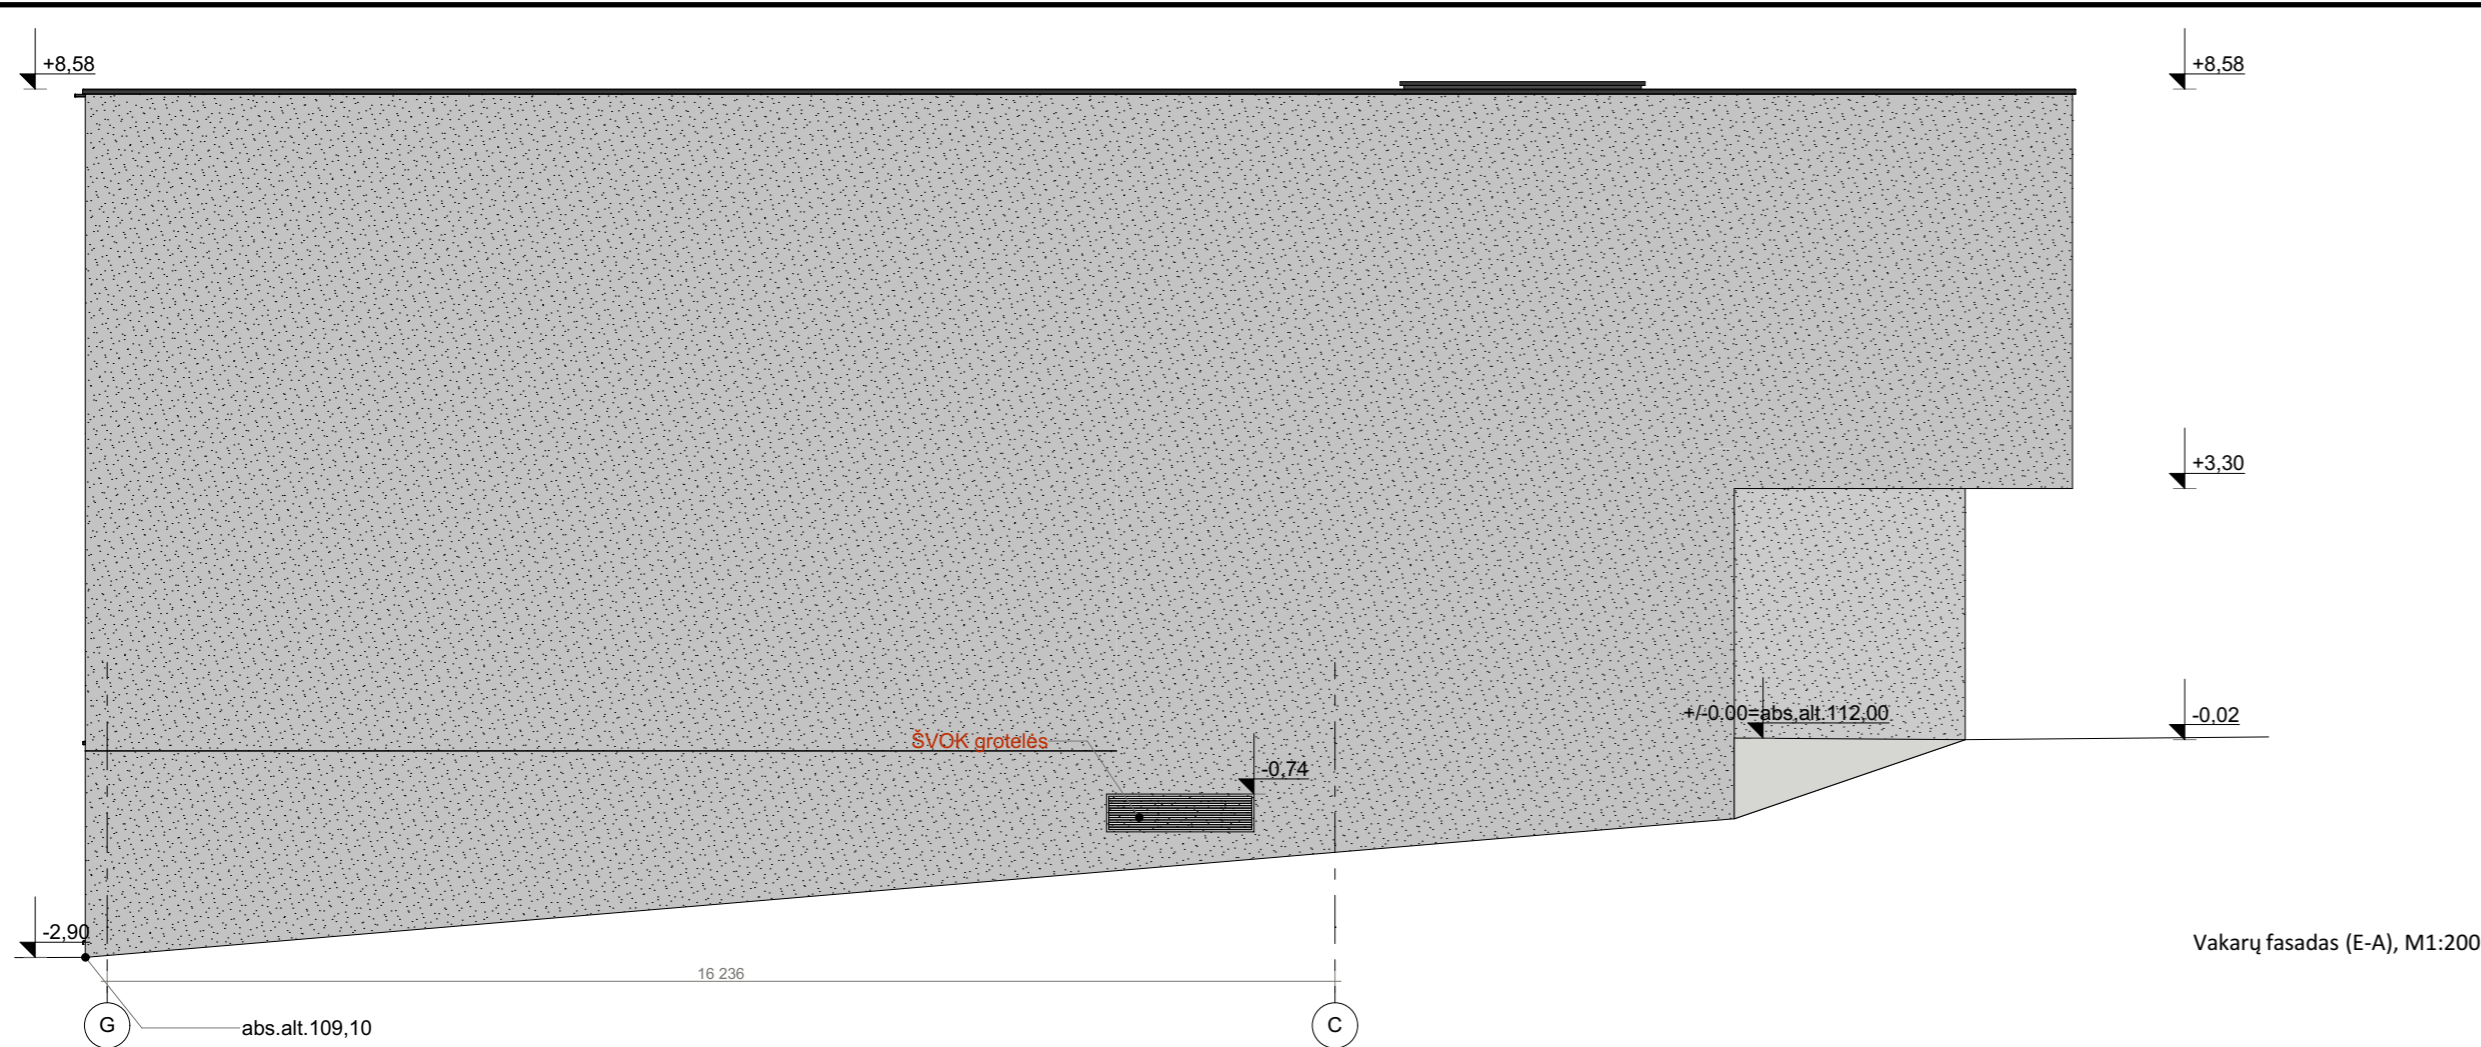 +8,58
+8,58
+3,30
+/-0.00=abs.alt.112,00
-0,02
ŠVOK grotelės
-0,74
-2,90
Vakarų fasadas (E-A), M1:200
16 236
G
C
abs.alt.109,10